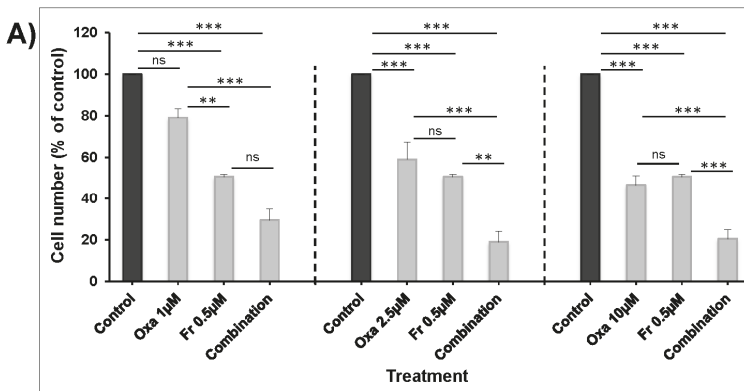 A)
Cell number (% of control)
120
100
80
60
40
20
0
***
***
ns
***
**
ns
***
***
***
***
ns
**
***
***
***
***
ns
***
Control
Oxa 1µM
Fr 0.5µM
Combination
Control
Oxa 2.5µM
Fr 0.5µM
Combination
Control
Oxa 10µM
Fr 0.5µM
Combination
Treatment